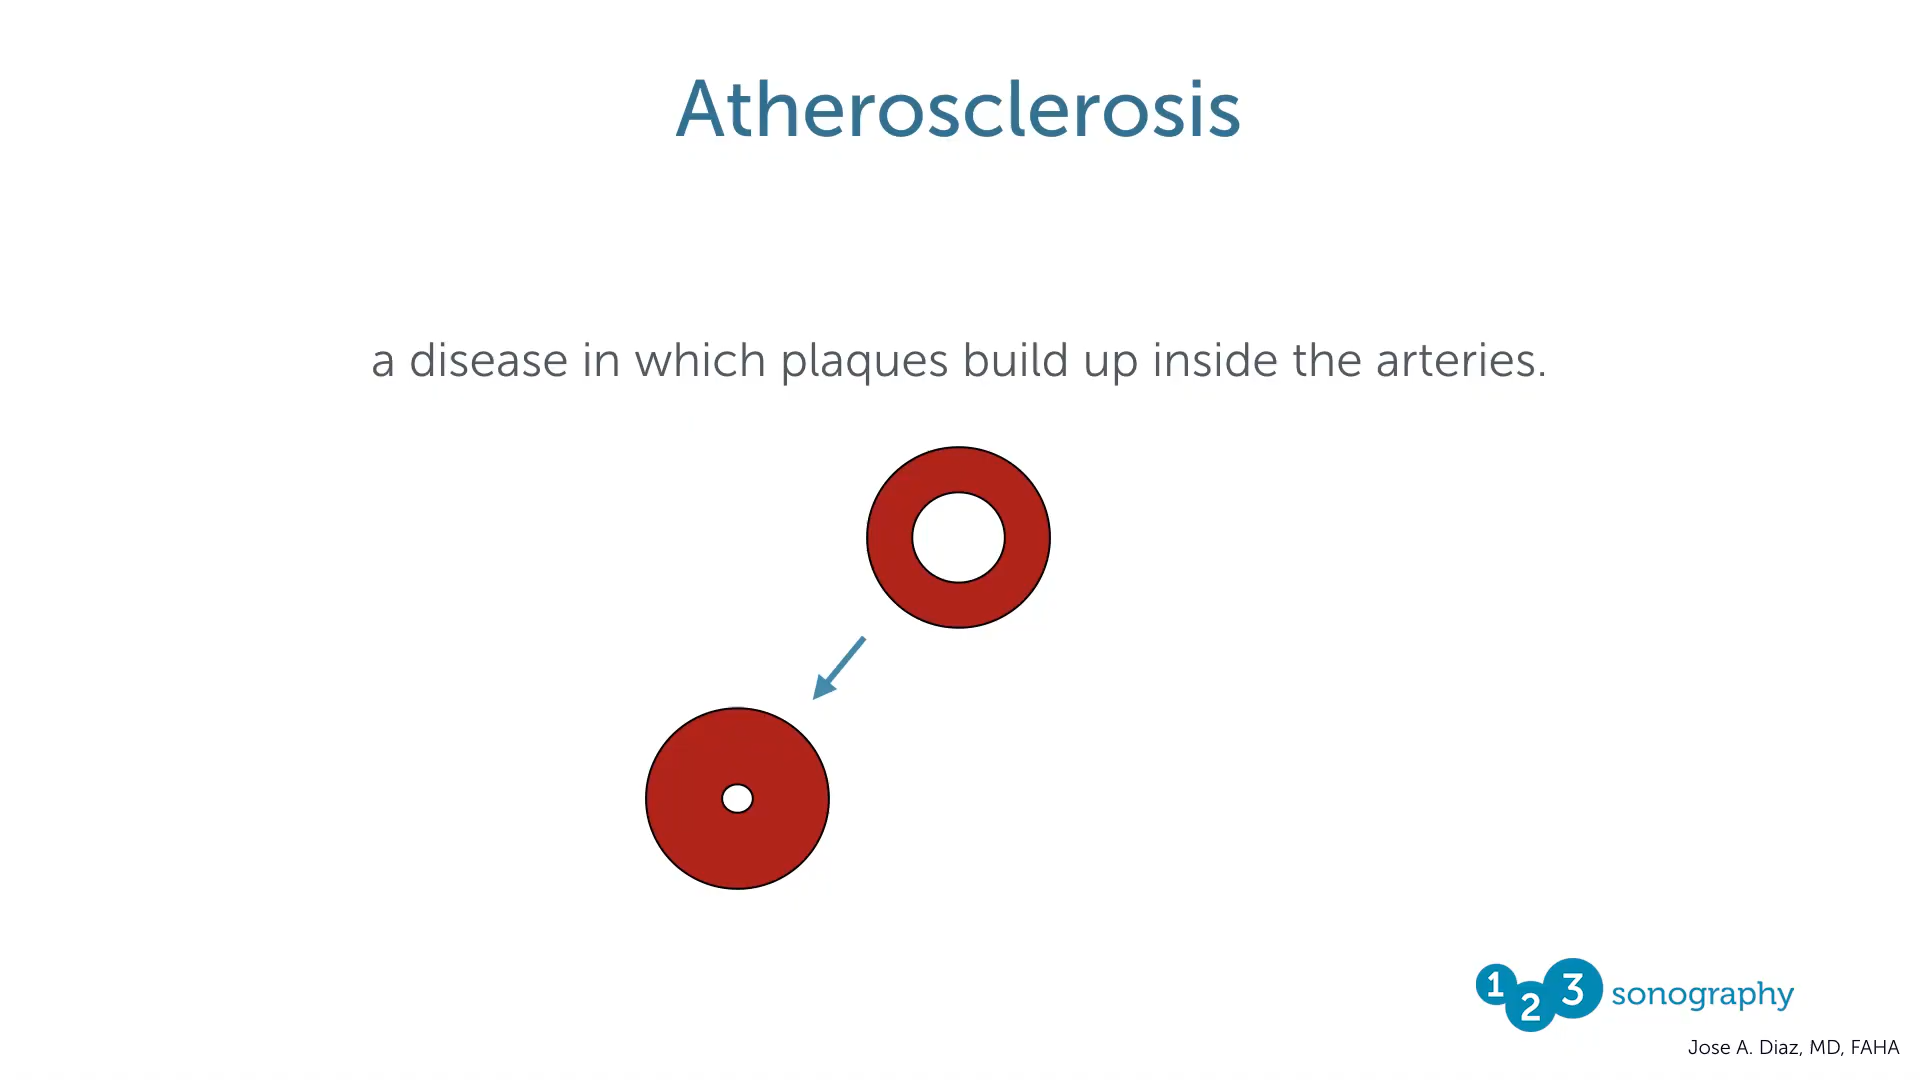 Atherosclerosis
a disease in which plaques build up inside the arteries.
1 2 3 sonography
Jose A. Diaz, MD, FAHA